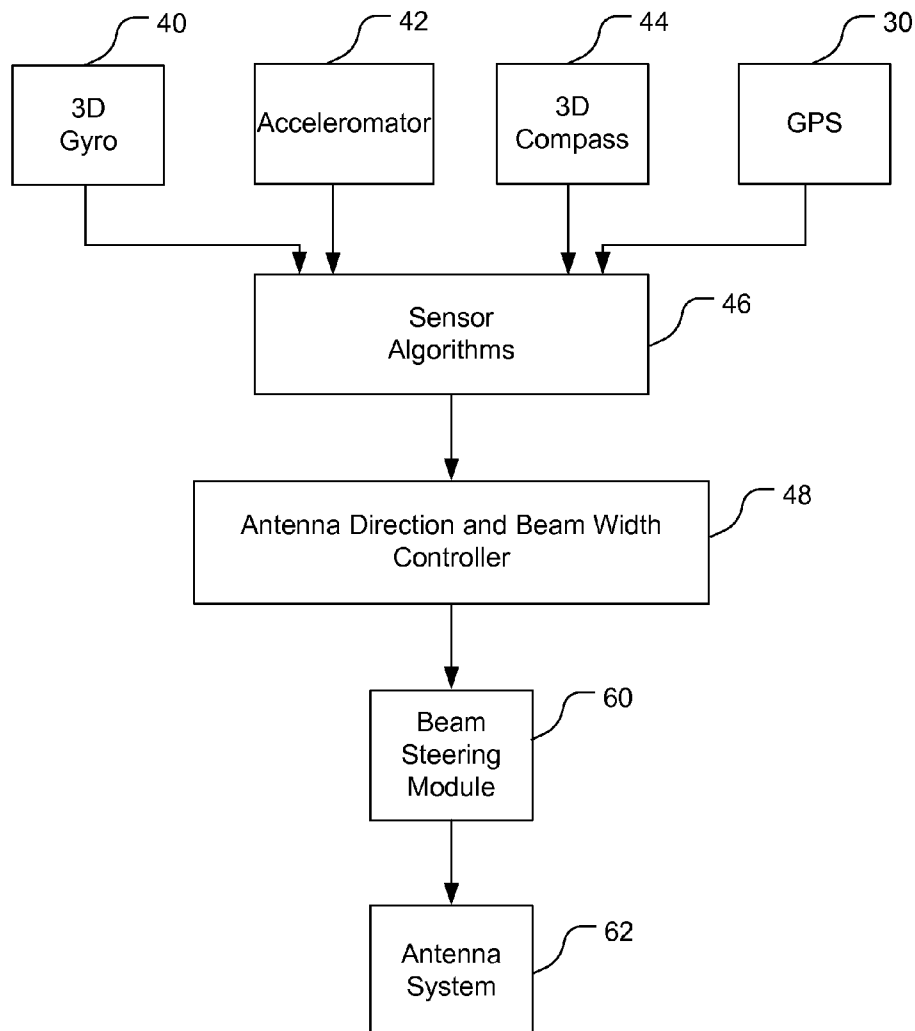 40
42
44
30
3D
Gyro
Acceleromator
3D
Compass
GPS
Sensor
Algorithms
46
Antenna Direction and Beam Width
Controller
48
Beam
Steering
Module
60
Antenna
System
62